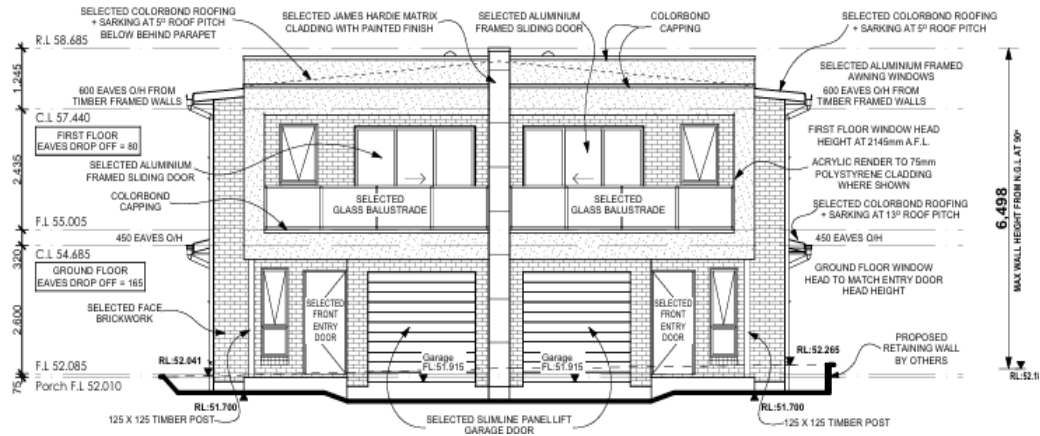 SELECTED COLORBOND ROOFING
+ SARKING AT 5º ROOF PITCH
BELOW BEHIND PARAPET
SELECTED JAMES HARDIE MATRIX
CLADDING WITH PAINTED FINISH
SELECTED ALUMINIUM
FRAMED SLIDING DOOR
COLORBOND
CAPPING
SELECTED COLORBOND ROOFING
+ SARKING AT 5º ROOF PITCH
R.L 58.685
1.245
600 EAVES O/H FROM
TIMBER FRAMED WALLS
SELECTED ALUMINIUM FRAMED
AWNING WINDOWS
600 EAVES O/H FROM
TIMBER FRAMED WALLS
C.L 57.440
FIRST FLOOR
EAVES DROP OFF = 80
2.435
SELECTED ALUMINIUM
FRAMED SLIDING DOOR
COLORBOND
CAPPING
SELECTED
GLASS BALUSTRADE
SELECTED
GLASS BALUSTRADE
FIRST FLOOR WINDOW HEAD
HEIGHT AT 2145mm A.F.L.
ACRYLIC RENDER TO 75mm
POLYSTYRENE CLADDING
WHERE SHOWN
SELECTED COLORBOND ROOFING
+ SARKING AT 13º ROOF PITCH
6,498
MAX WALL HEIGHT FROM N.G.L AT 90º
F.L 55.005
320
450 EAVES O/H
450 EAVES O/H
C.L 54.685
GROUND FLOOR
EAVES DROP OFF = 165
2.600
SELECTED FACE
BRICKWORK
SELECTED
FRONT
ENTRY
DOOR
SELECTED
FRONT
ENTRY
DOOR
GROUND FLOOR WINDOW
HEAD TO MATCH ENTRY DOOR
HEAD HEIGHT
PROPOSED
RETAINING WALL
BY OTHERS
F.L 52.085
RL:52.041
Garage
FL:51.915
Garage
FL:51.915
RL:52.265
75
Porch F.L 52.010
RL:51.700
RL:51.700
125 X 125 TIMBER POST
SELECTED SLIMLINE PANEL LIFT
GARAGE DOOR
125 X 125 TIMBER POST